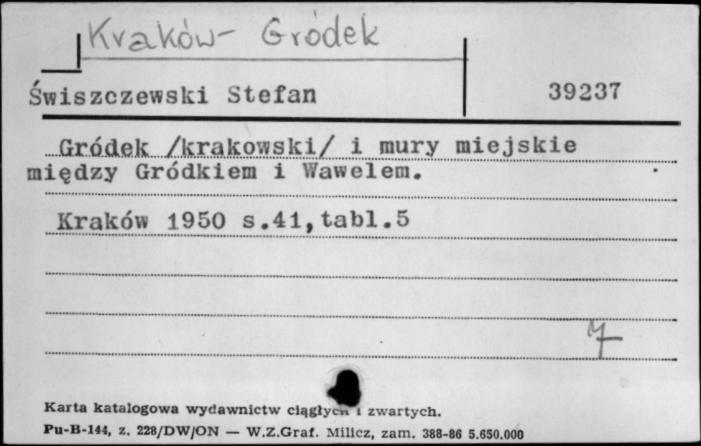 Kraków- Gródek
Świszczewski Stefan 39237
Gródek /krakowski/ i mury miejskie
między Gródkiem i Wawelem.
Kraków 1950 s.41,tabl.5
Karta katalogowa wydawnictw ciągłych i zwartych.
Pu-B-144, z. 228/DW/ON — W.Z.Graf. Milicz, zam. 388-86 5.650.000